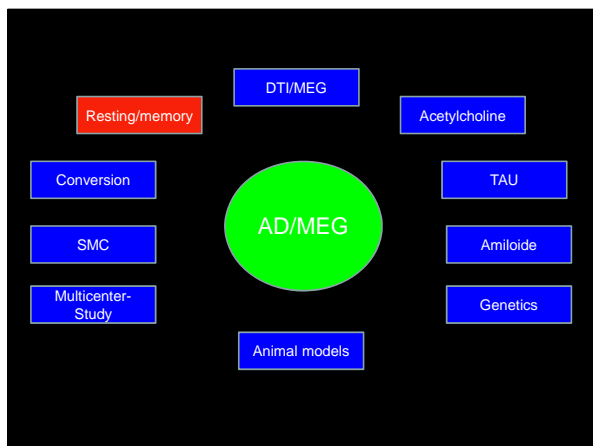 DTI/MEG
Resting/memory
Acetylcholine
Conversion
TAU
AD/MEG
SMC
Amiloide
Multicenter-
Study
Genetics
Animal models